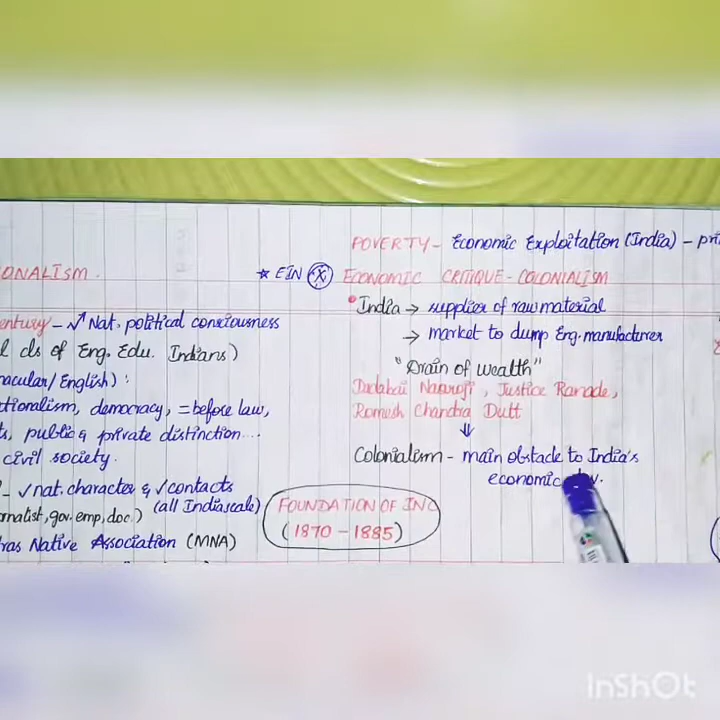 POVERTY - Economic Exploitation (India) - pri
ONALISM.
entury - ✓↗ Nat. political consciousness
l cls of Eng. Edu. Indians)
nacular/English):
tionalism, democracy, = before law,
ts, public & private distinction...
civil society.
- ✓nat. character & ✓contacts
rnalist, gov. emp, doc.) (all India scale)
ras Native Association (MNA)
FOUNDATION OF INC
(1870 - 1885)
★ EIN (X) ECONOMIC CRITIQUE - COLONIALISM
India → supplier of raw material
→ market to dump Eng. manufacturer
"Drain of wealth"
Dadabai Naoroji, Justice Ranade,
Romesh Chandra Dutt
⇓
Colonialism - main obstacle to India's
economic
InShOt